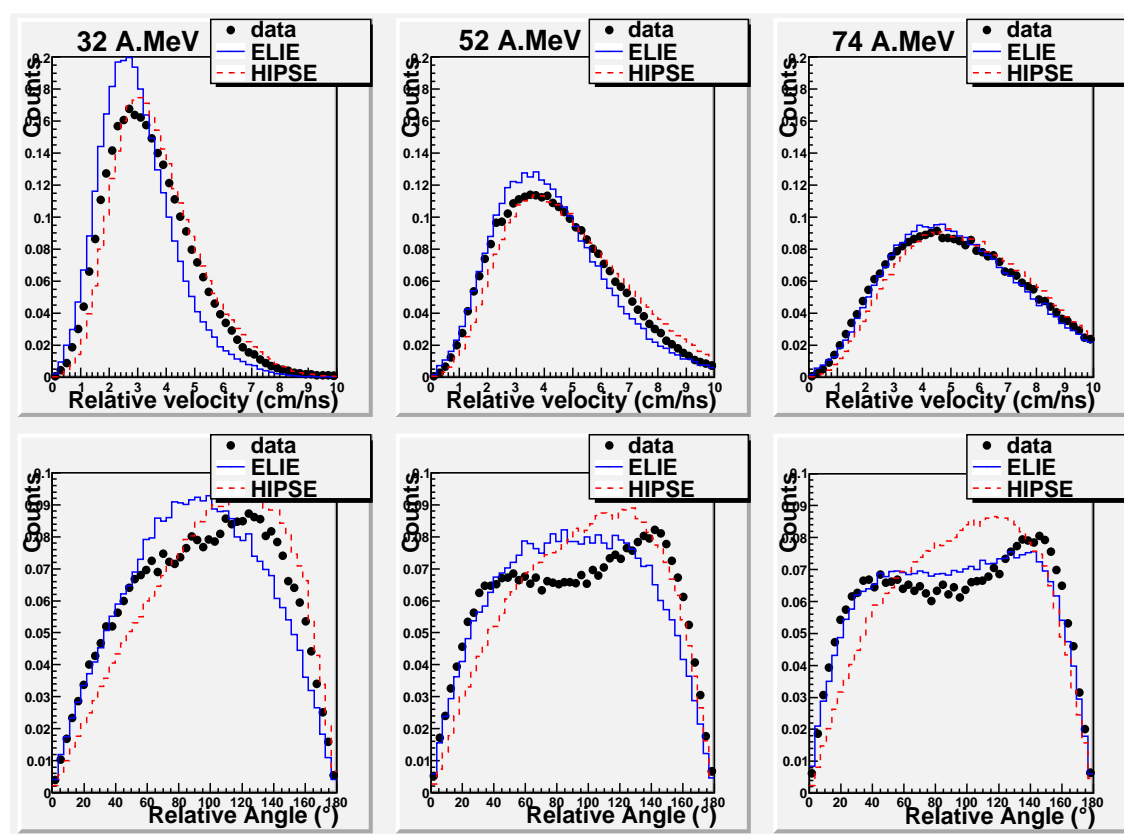 32 A.MeV
data
ELIE
HIPSE
Counts
0.2
0.18
0.16
0.14
0.12
0.1
0.08
0.06
0.04
0.02
0
0 1 2 3 4 5 6 7 8 9 10
Relative velocity (cm/ns)
52 A.MeV
data
ELIE
HIPSE
Counts
0.2
0.18
0.16
0.14
0.12
0.1
0.08
0.06
0.04
0.02
0
0 1 2 3 4 5 6 7 8 9 10
Relative velocity (cm/ns)
74 A.MeV
data
ELIE
HIPSE
Counts
0.2
0.18
0.16
0.14
0.12
0.1
0.08
0.06
0.04
0.02
0
0 1 2 3 4 5 6 7 8 9 10
Relative velocity (cm/ns)
data
ELIE
HIPSE
Counts
0.1
0.09
0.08
0.07
0.06
0.05
0.04
0.03
0.02
0.01
0
0 20 40 60 80 100 120 140 160 180
Relative Angle (°)
data
ELIE
HIPSE
Counts
0.1
0.09
0.08
0.07
0.06
0.05
0.04
0.03
0.02
0.01
0
0 20 40 60 80 100 120 140 160 180
Relative Angle (°)
data
ELIE
HIPSE
Counts
0.1
0.09
0.08
0.07
0.06
0.05
0.04
0.03
0.02
0.01
0
0 20 40 60 80 100 120 140 160 180
Relative Angle (°)